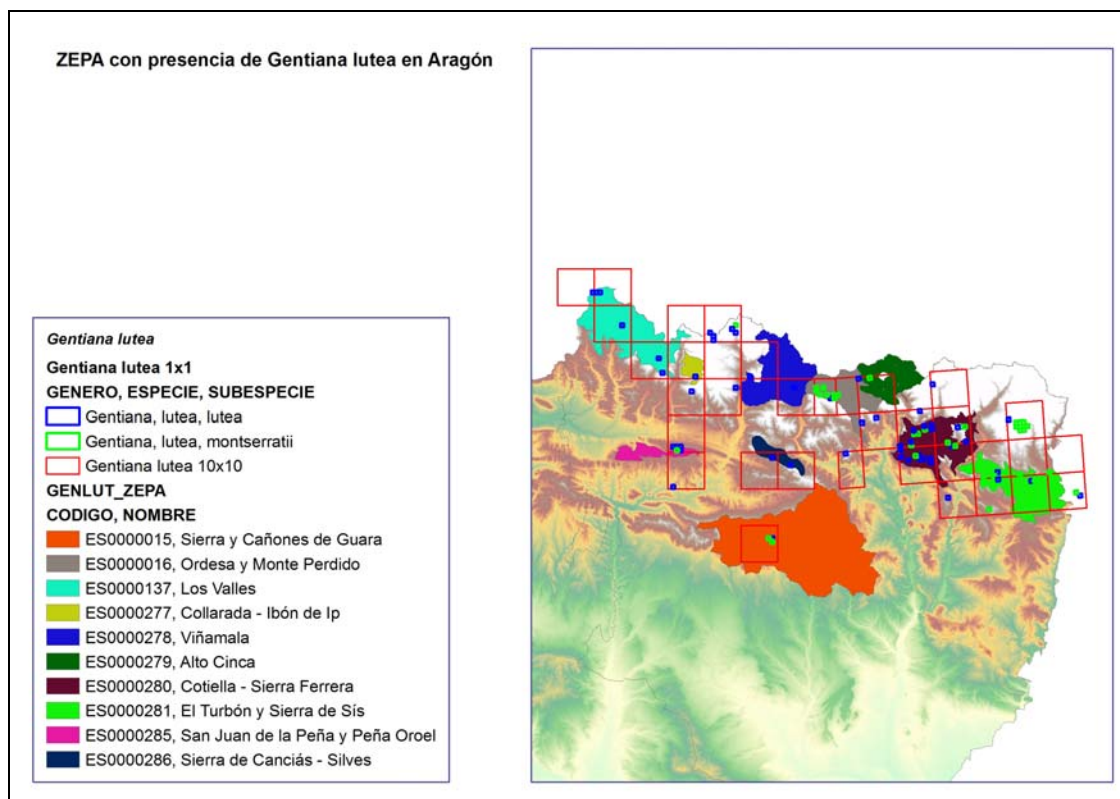 ZEPA con presencia de Gentiana lutea en Aragón
Gentiana lutea
Gentiana lutea 1x1
GENERO, ESPECIE, SUBESPECIE
Gentiana, lutea, lutea
Gentiana, lutea, montserratii
Gentiana lutea 10x10
GENLUT_ZEPA
CODIGO, NOMBRE
ES0000015, Sierra y Cañones de Guara
ES0000016, Ordesa y Monte Perdido
ES0000137, Los Valles
ES0000277, Collarada - Ibón de Ip
ES0000278, Viñamala
ES0000279, Alto Cinca
ES0000280, Cotiella - Sierra Ferrera
ES0000281, El Turbón y Sierra de Sís
ES0000285, San Juan de la Peña y Peña Oroel
ES0000286, Sierra de Canciás - Silves